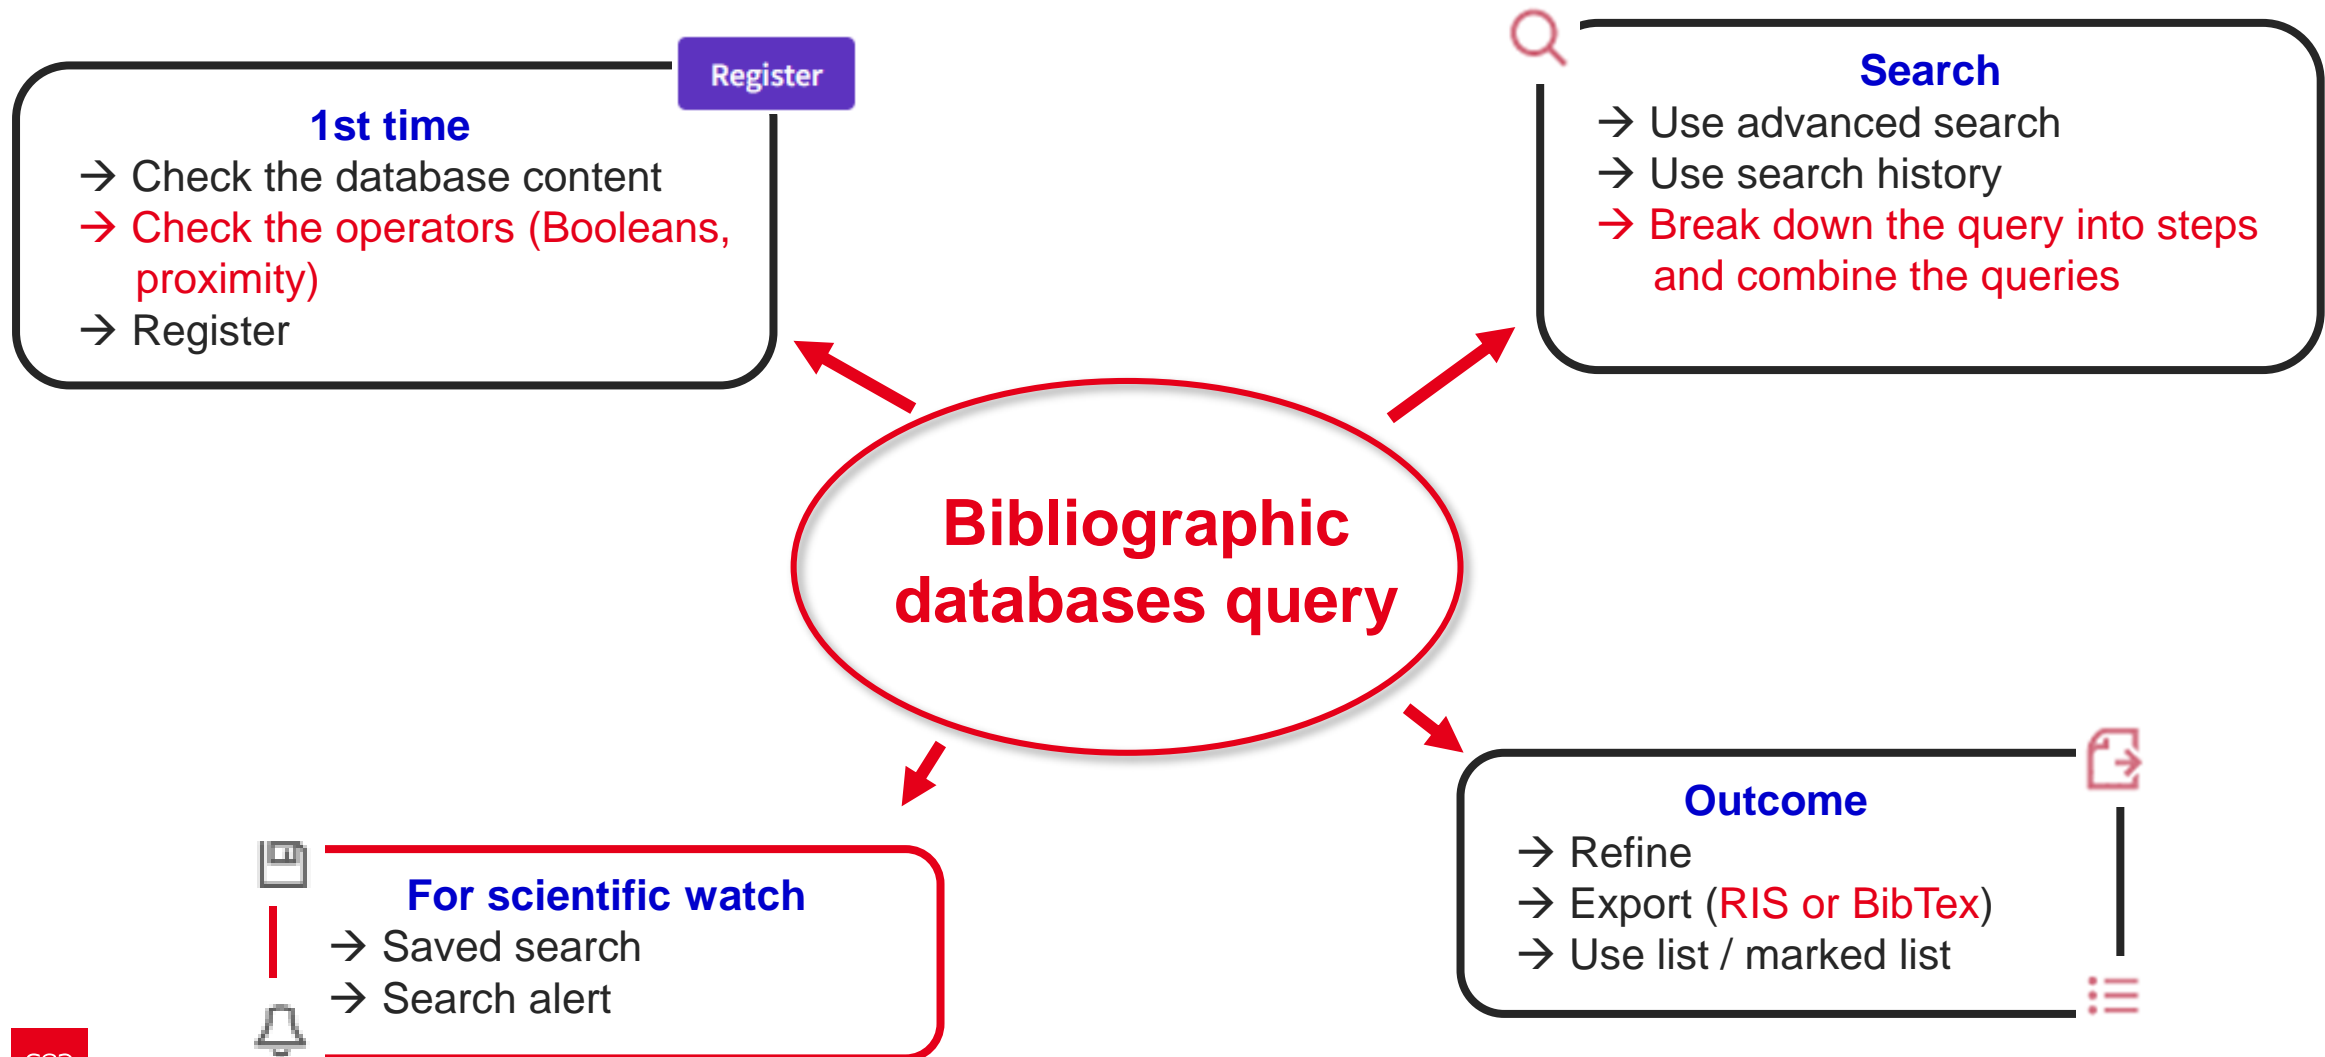 Register
1st time
→ Check the database content
→ Check the operators (Booleans,
proximity)
→ Register
Search
→ Use advanced search
→ Use search history
→ Break down the query into steps
and combine the queries
Bibliographic
databases query
For scientific watch
→ Saved search
→ Search alert
Outcome
→ Refine
→ Export (RIS or BibTex)
→ Use list / marked list